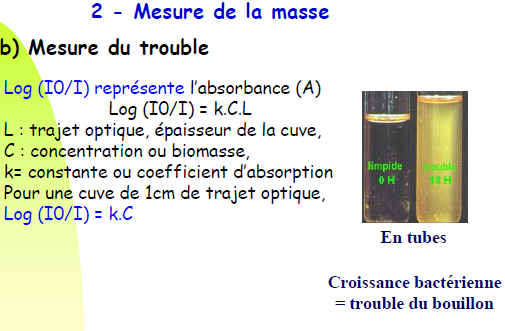 2 - Mesure de la masse
b) Mesure du trouble
Log (I0/I) représente l'absorbance (A)
Log (I0/I) = k.C.L
L : trajet optique, épaisseur de la cuve,
C : concentration ou biomasse,
k= constante ou coefficient d'absorption
Pour une cuve de 1cm de trajet optique,
Log (I0/I) = k.C
limpide
0 H
trouble
18 H
En tubes
Croissance bactérienne
= trouble du bouillon